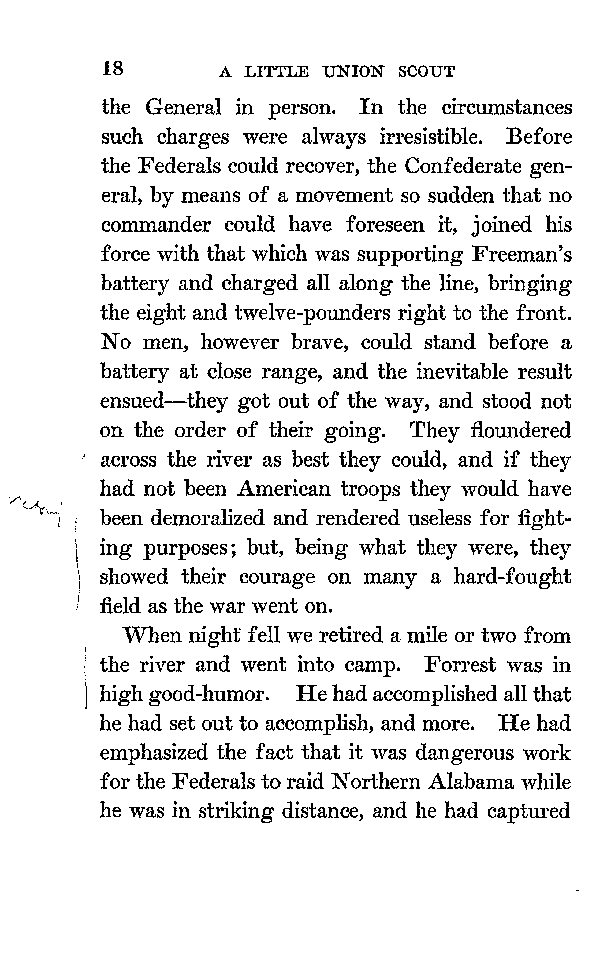 18 A LITTLE UNION SCOUT
the General in person. In the circumstances
such charges were always irresistible. Before
the Federals could recover, the Confederate gen-
eral, by means of a movement so sudden that no
commander could have foreseen it, joined his
force with that which was supporting Freeman's
battery and charged all along the line, bringing
the eight and twelve-pounders right to the front.
No men, however brave, could stand before a
battery at close range, and the inevitable result
ensued—they got out of the way, and stood not
on the order of their going. They floundered
across the river as best they could, and if they
had not been American troops they would have
been demoralized and rendered useless for fight-
ing purposes; but, being what they were, they
showed their courage on many a hard-fought
field as the war went on.
When night fell we retired a mile or two from
the river and went into camp. Forrest was in
high good-humor. He had accomplished all that
he had set out to accomplish, and more. He had
emphasized the fact that it was dangerous work
for the Federals to raid Northern Alabama while
he was in striking distance, and he had captured